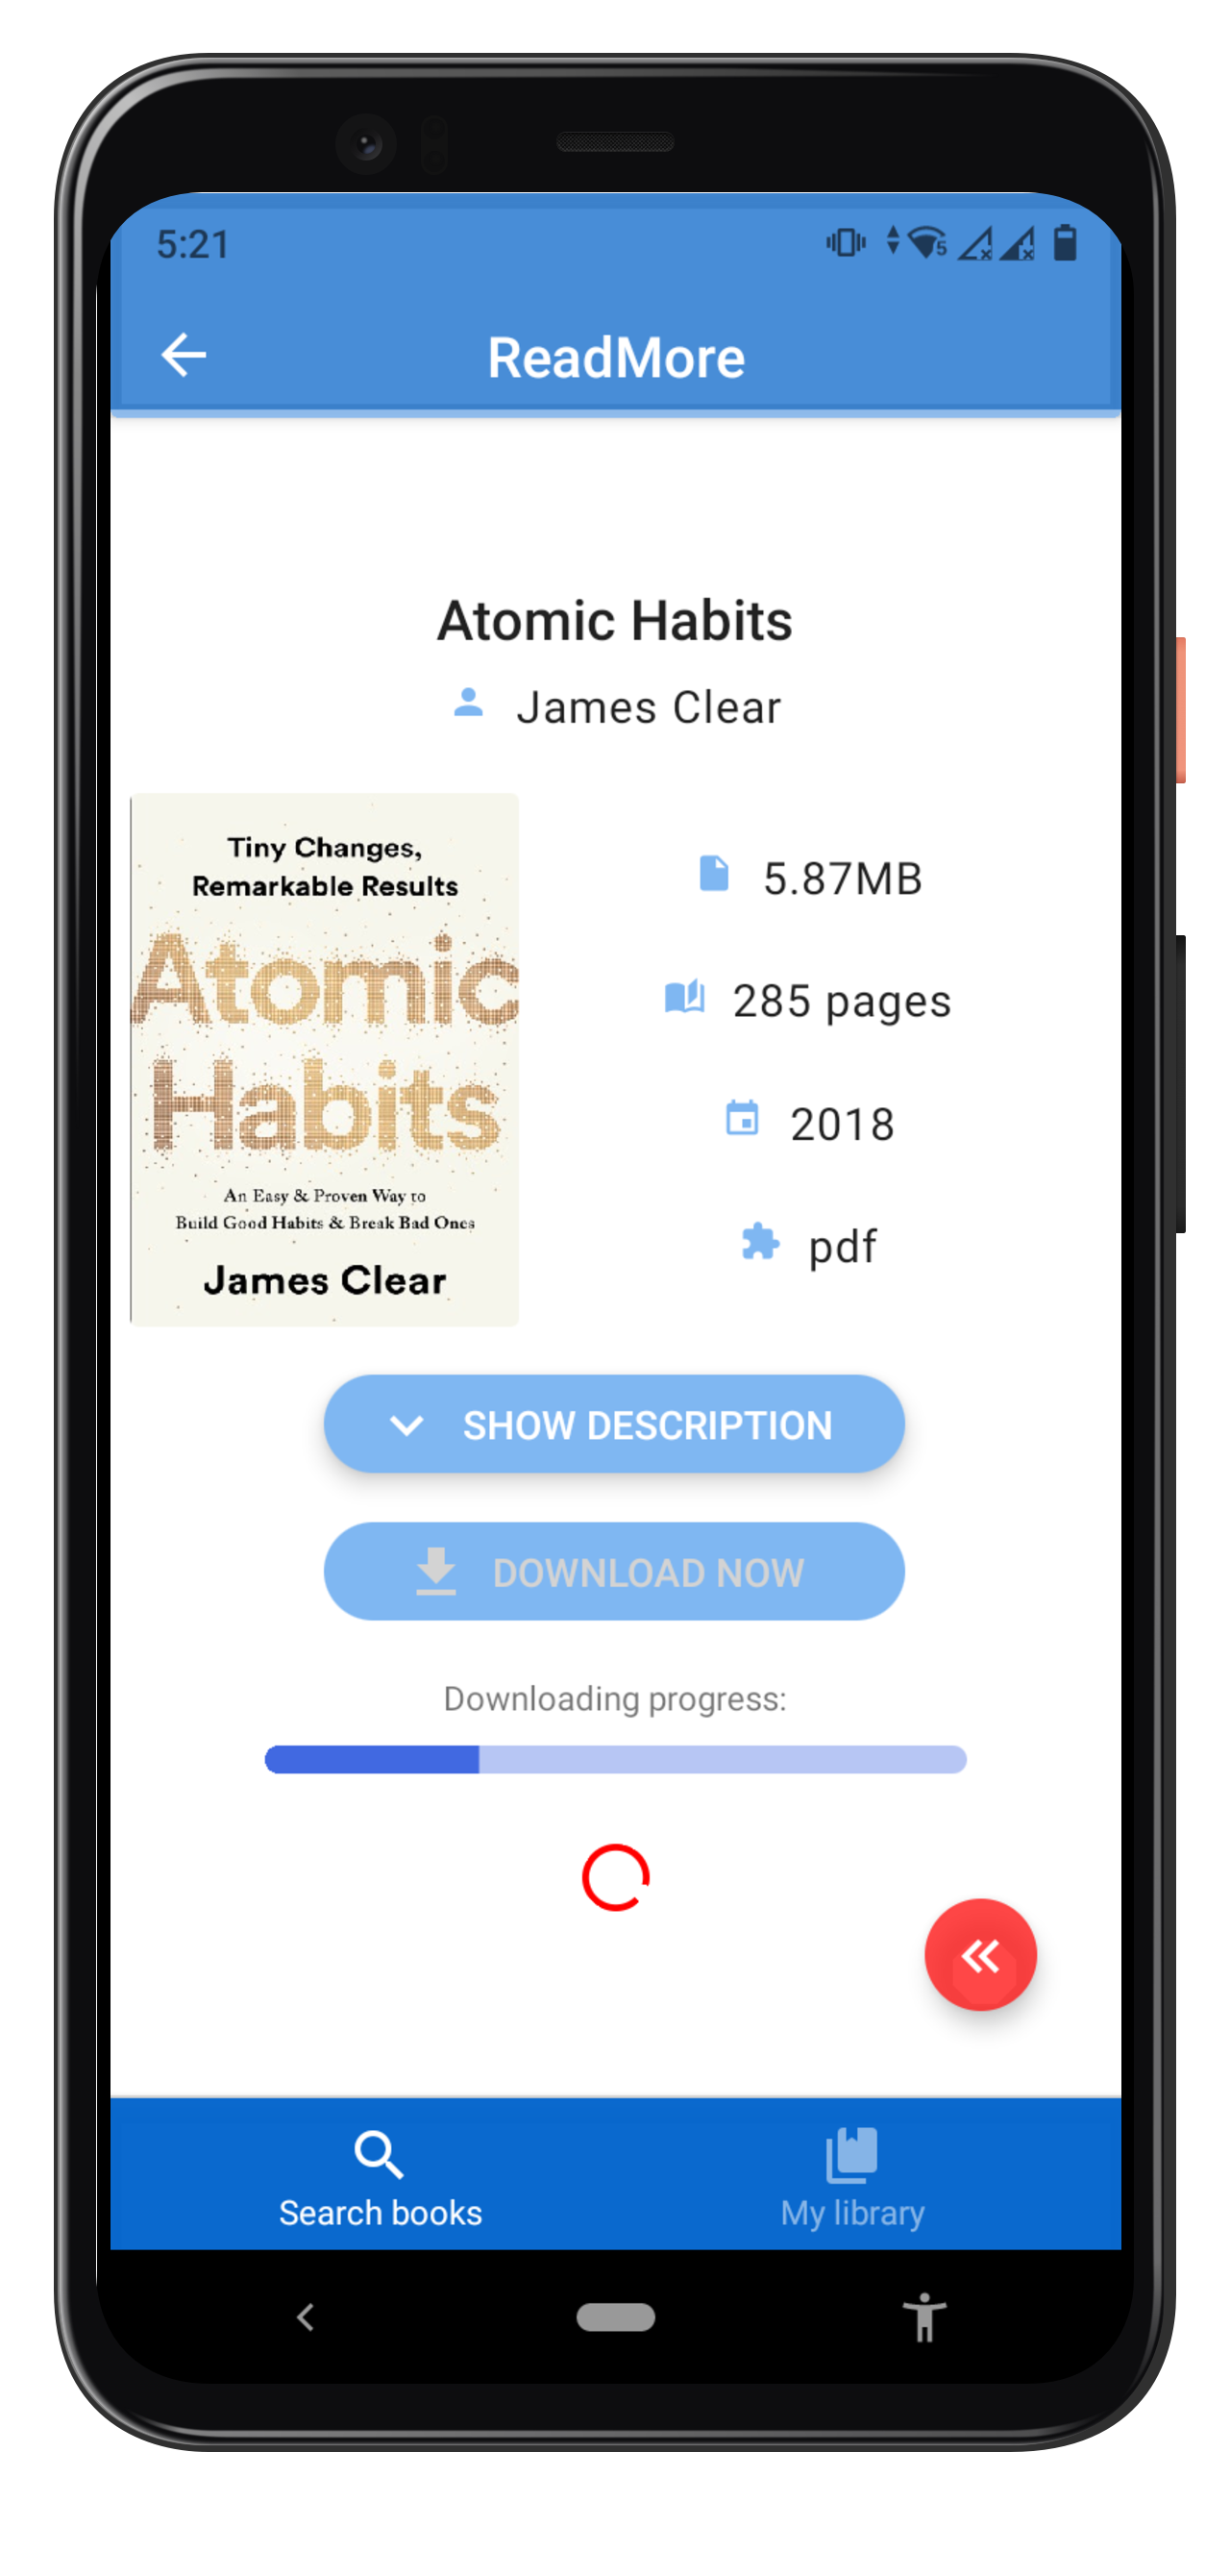 5:21
5
ReadMore
Atomic Habits
James Clear
Tiny Changes,
Remarkable Results
Atomic
Habits
An Easy & Proven Way to
Build Good Habits & Break Bad Ones
James Clear
5.87MB
285 pages
2018
pdf
SHOW DESCRIPTION
DOWNLOAD NOW
Downloading progress:
Search books
My library